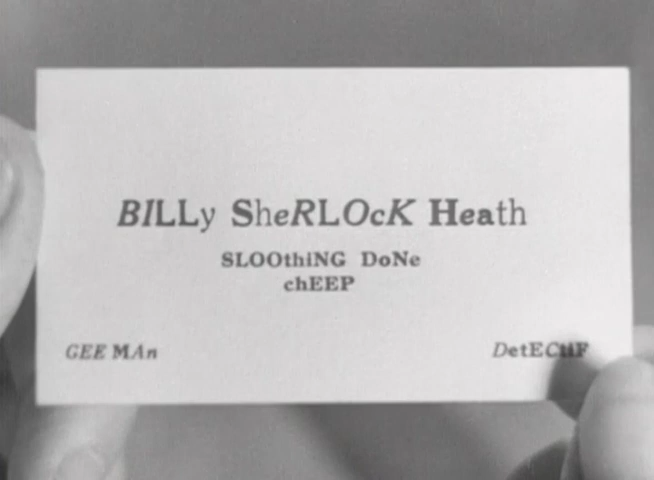 BILLy SheRLOcK Heath
SLOOthiNG DoNe
chEEP
GEE MAn
DetECtiF